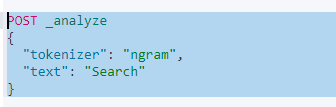 POST _analyze
{
  "tokenizer": "ngram",
  "text": "Search"
}